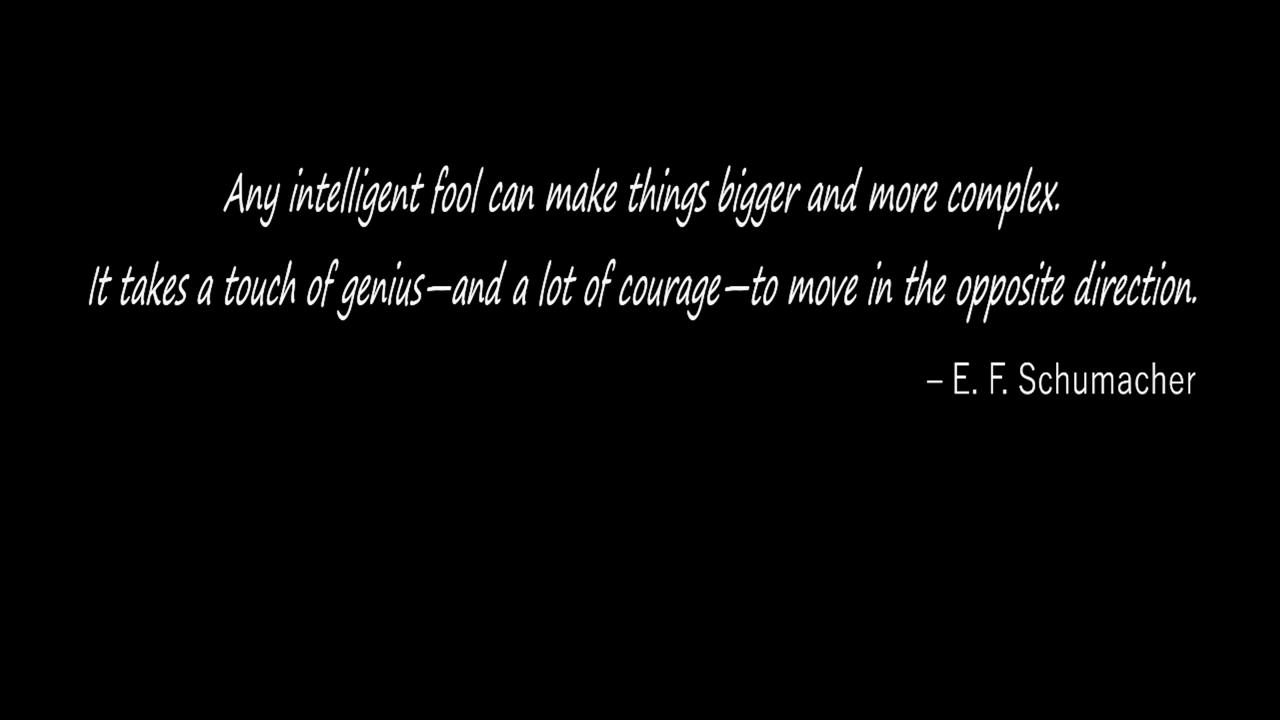 Any intelligent fool can make things bigger and more complex.
It takes a touch of genius—and a lot of courage—to move in the opposite direction.
– E. F. Schumacher